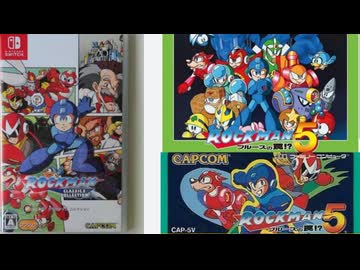 SWITCH
ROCKMAN
CLASSICS
COLLECTION
CAPCOM
ROCKMAN 5
ブルースの罠!?
CAPCOM
ROCKMAN 5
ブルースの罠!?
CAP-5V